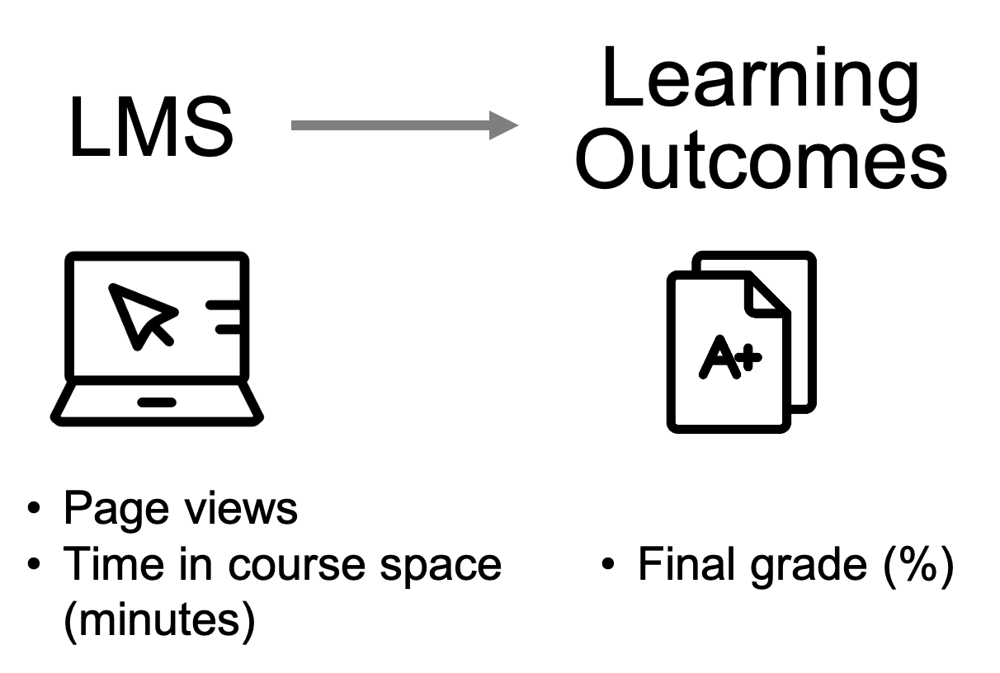 LMS
Learning
Outcomes
A+
• Page views
• Time in course space
(minutes)
• Final grade (%)